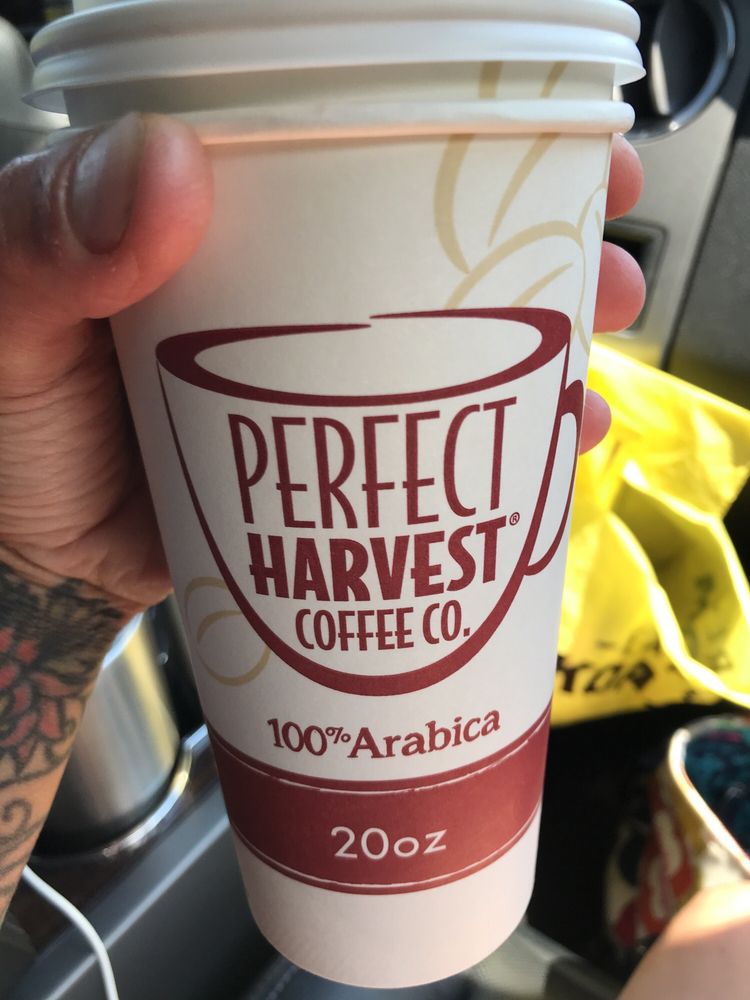 PERFECT
HARVEST®
COFFEE CO.
100% Arabica
20oz